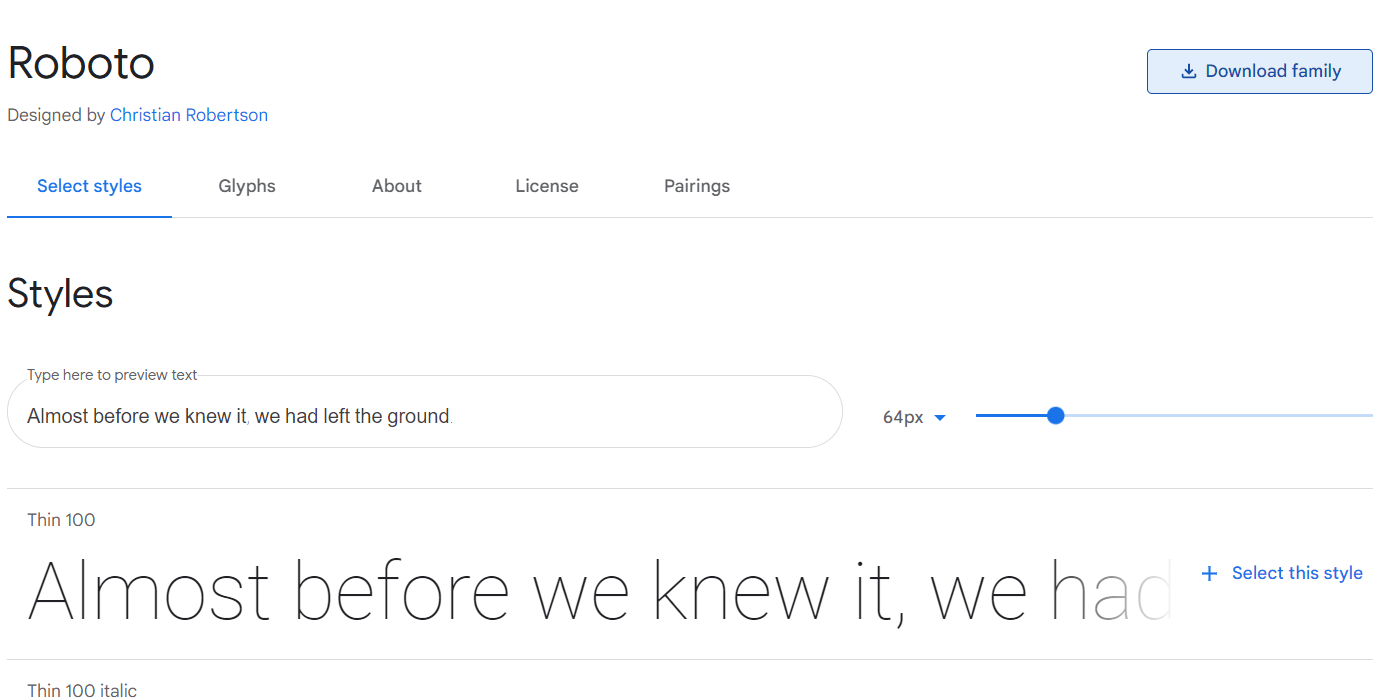 Roboto
Download family
Designed by Christian Robertson
Select styles Glyphs About License Pairings
Styles
Type here to preview text
Almost before we knew it, we had left the ground.
64px
Thin 100
Almost before we knew it, we had
Select this style
Thin 100 italic